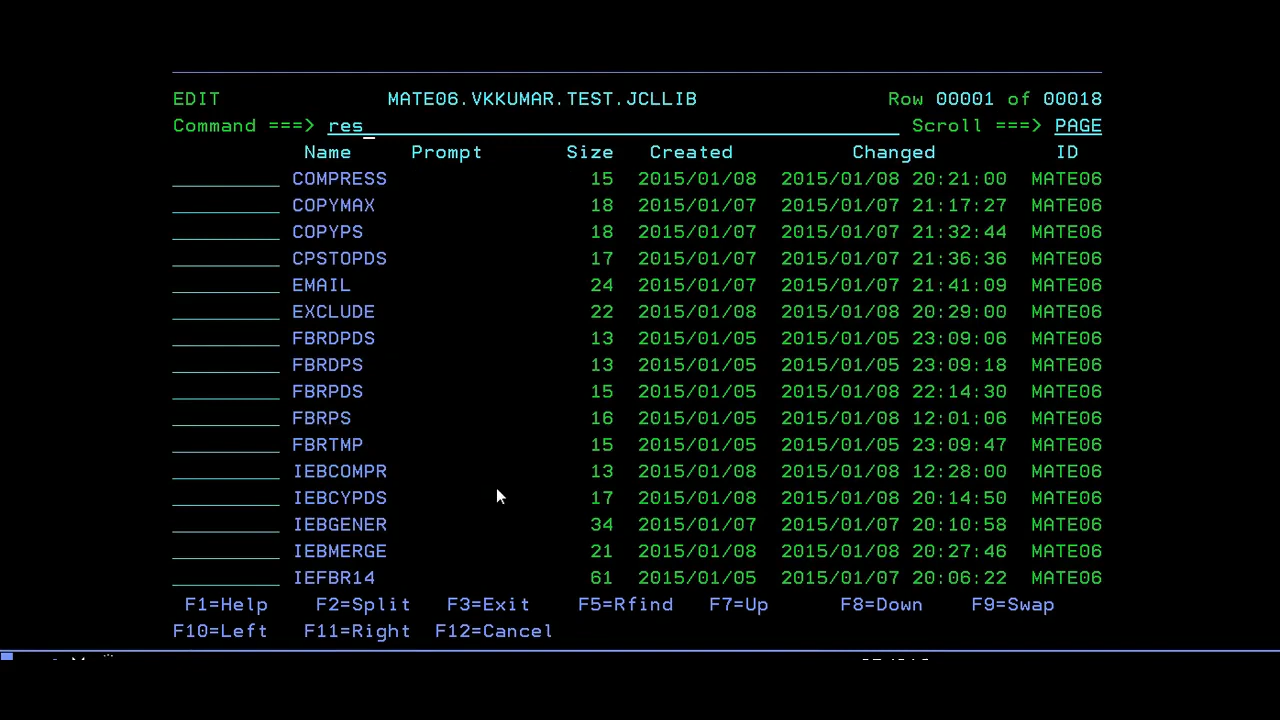 EDIT MATE06.VKKUMAR.TEST.JCLLIB Row 00001 of 00018
Command ===> res Scroll ===> PAGE
Name Prompt Size Created Changed ID
COMPRESS 15 2015/01/08 2015/01/08 20:21:00 MATE06
COPYMAX 18 2015/01/07 2015/01/07 21:17:27 MATE06
COPYPS 18 2015/01/07 2015/01/07 21:32:44 MATE06
CPSTOPDS 17 2015/01/07 2015/01/07 21:36:36 MATE06
EMAIL 24 2015/01/07 2015/01/07 21:41:09 MATE06
EXCLUDE 22 2015/01/08 2015/01/08 20:29:00 MATE06
FBRDPDS 13 2015/01/05 2015/01/05 23:09:06 MATE06
FBRDPS 13 2015/01/05 2015/01/05 23:09:18 MATE06
FBRPDS 15 2015/01/05 2015/01/08 22:14:30 MATE06
FBRPS 16 2015/01/05 2015/01/08 12:01:06 MATE06
FBRTMP 15 2015/01/05 2015/01/05 23:09:47 MATE06
IEBCOMPR 13 2015/01/08 2015/01/08 12:28:00 MATE06
IEBCYPDS 17 2015/01/08 2015/01/08 20:14:50 MATE06
IEBGENER 34 2015/01/07 2015/01/07 20:10:58 MATE06
IEBMERGE 21 2015/01/08 2015/01/08 20:27:46 MATE06
IEFBR14 61 2015/01/05 2015/01/07 20:06:22 MATE06
F1=Help F2=Split F3=Exit F5=Rfind F7=Up F8=Down F9=Swap
F10=Left F11=Right F12=Cancel